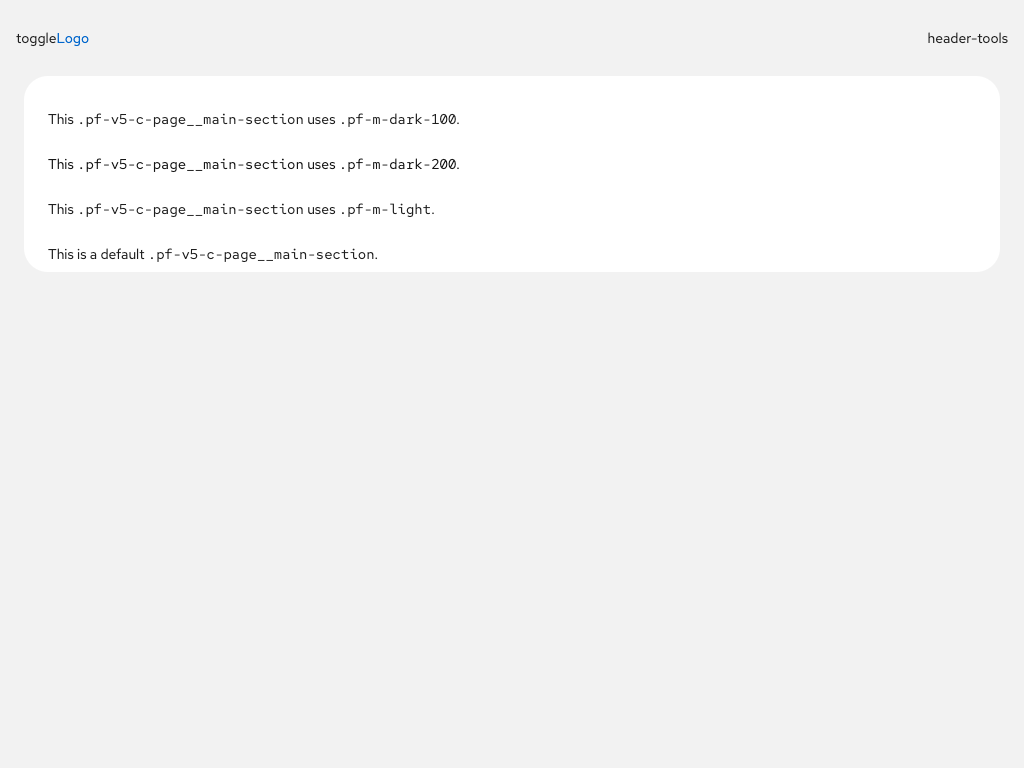 toggleLogo header-tools
This .pf-v5-c-page__main-section uses .pf-m-dark-100.
This .pf-v5-c-page__main-section uses .pf-m-dark-200.
This .pf-v5-c-page__main-section uses .pf-m-light.
This is a default .pf-v5-c-page__main-section.